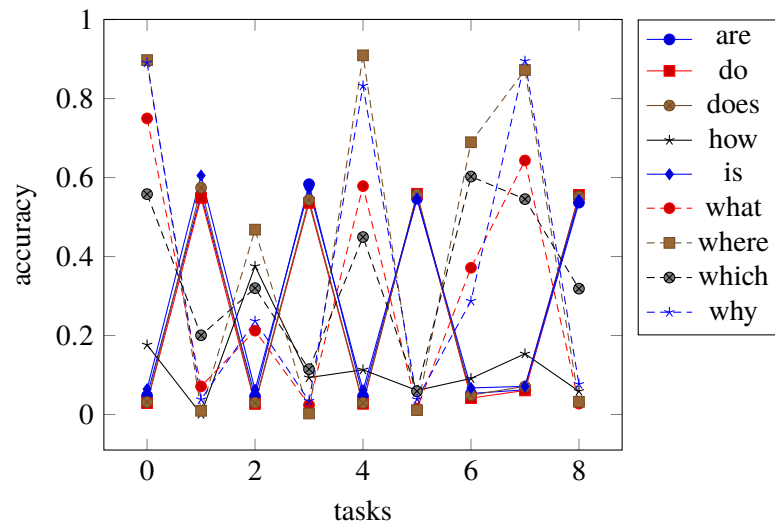 1
0.8
0.6
0.4
0.2
0
accuracy
0 2 4 6 8
tasks
are
do
does
how
is
what
where
which
why